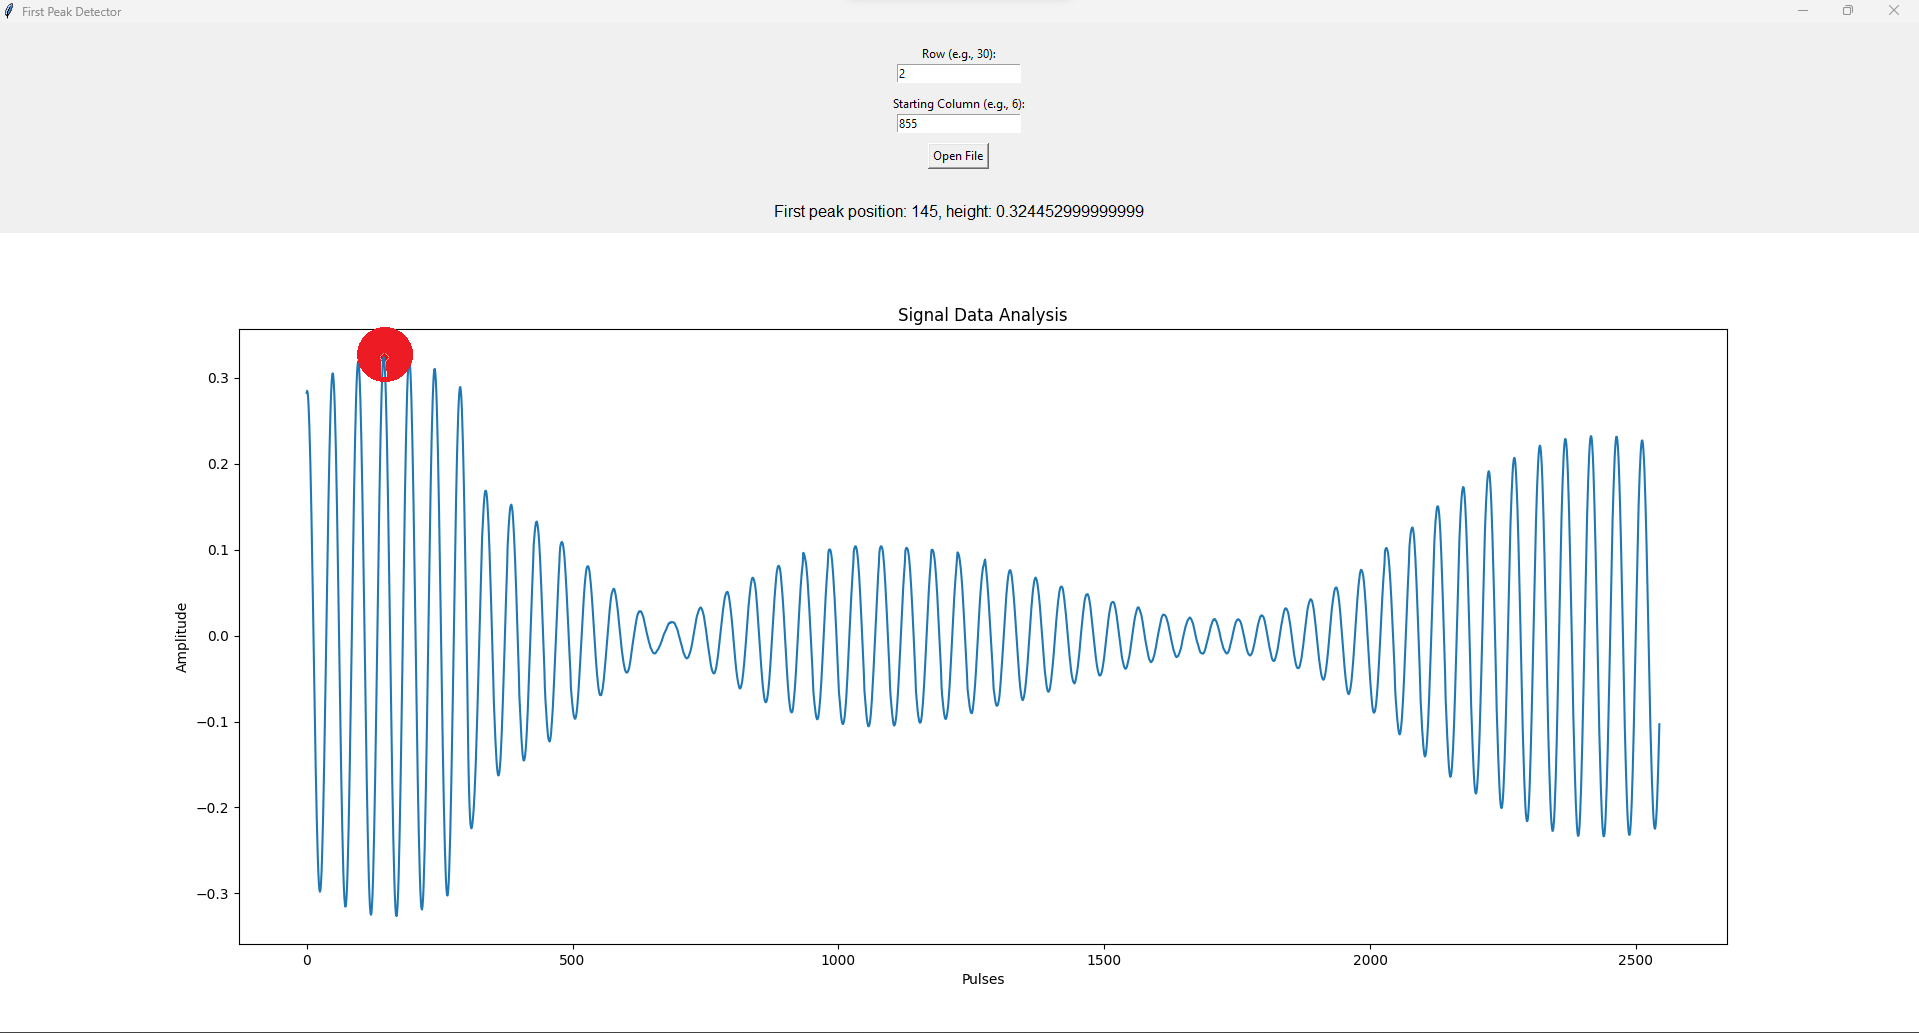 First Peak Detector
Row (e.g., 30):
2
Starting Column (e.g., 6):
855
Open File
First peak position: 145, height: 0.324452999999999
Signal Data Analysis
0.3
0.2
0.1
0.0
−0.1
−0.2
−0.3
Amplitude
0 500 1000 1500 2000 2500
Pulses